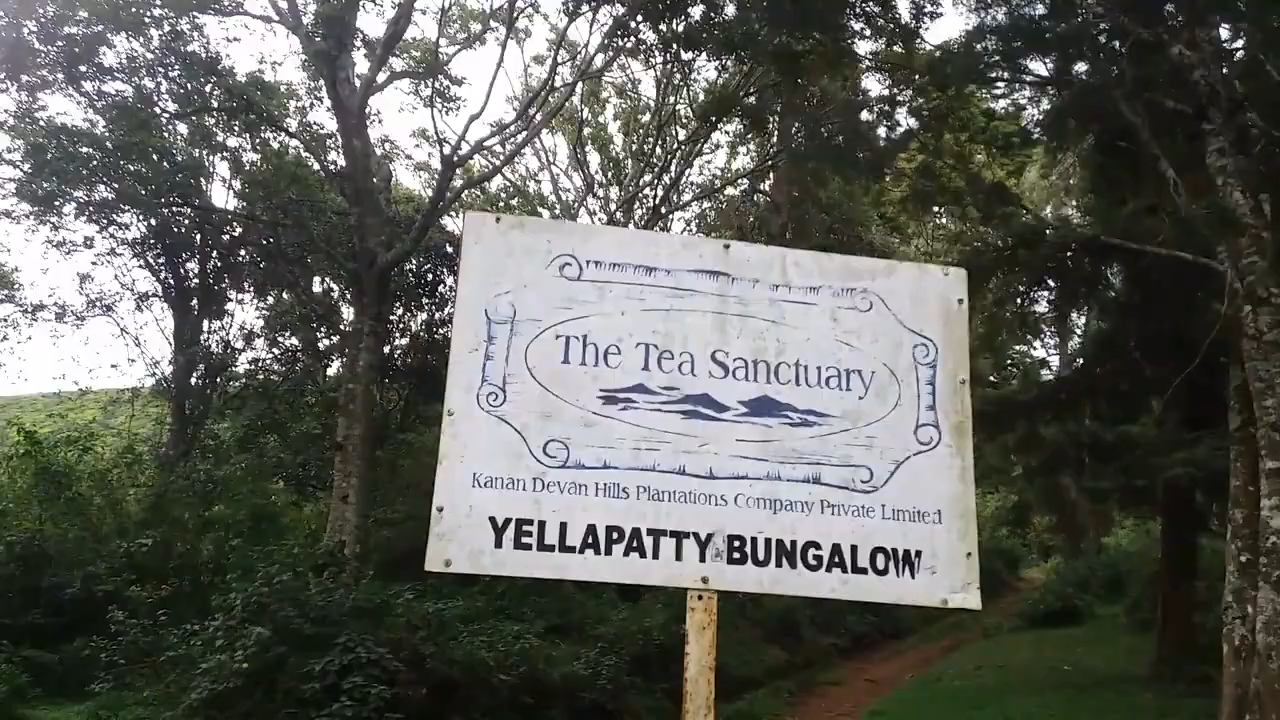 The Tea Sanctuary
Kanan Devan Hills Plantations Company Private Limited
YELLAPATTY BUNGALOW